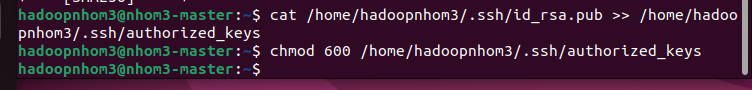 hadoopnhom3@nhom3-master:~$ cat /home/hadoopnhom3/.ssh/id_rsa.pub >> /home/hadoo
pnhom3/.ssh/authorized_keys
hadoopnhom3@nhom3-master:~$ chmod 600 /home/hadoopnhom3/.ssh/authorized_keys
hadoopnhom3@nhom3-master:~$